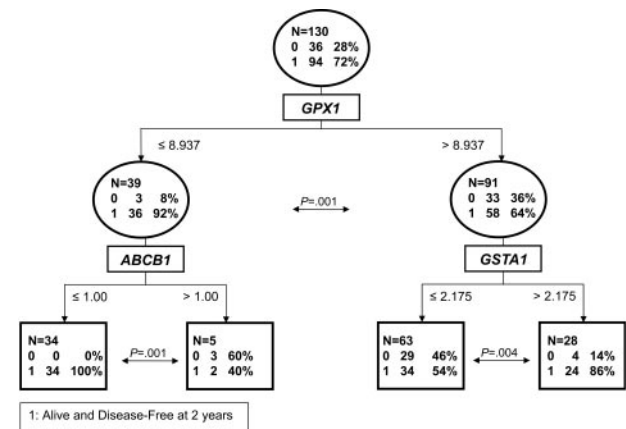 N=130
0 36 28%
1 94 72%
GPX1
≤ 8.937
> 8.937
N=39
0 3 8%
1 36 92%
P=.001
N=91
0 33 36%
1 58 64%
ABCB1
GSTA1
≤ 1.00
> 1.00
≤ 2.175
> 2.175
N=34
0 0 0%
1 34 100%
P=.001
N=5
0 3 60%
1 2 40%
N=63
0 29 46%
1 34 54%
P=.004
N=28
0 4 14%
1 24 86%
1: Alive and Disease-Free at 2 years